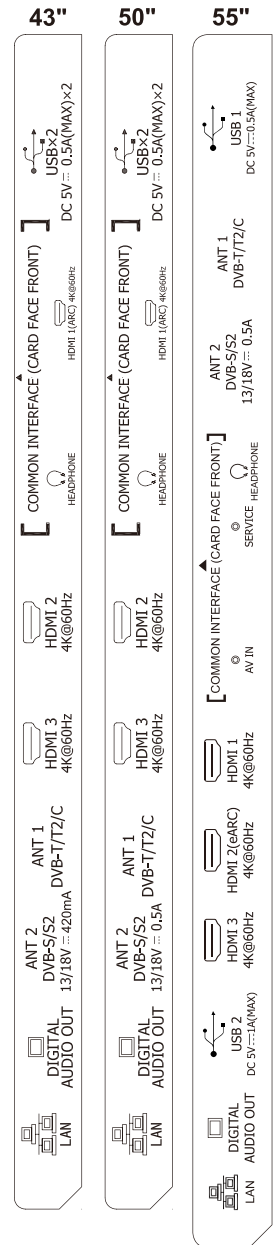 43"
USB×2
DC 5V⎓ 0.5A(MAX)×2
COMMON INTERFACE (CARD FACE FRONT)
HDMI 1(ARC) 4K@60Hz
HEADPHONE
HDMI 2
4K@60Hz
HDMI 3
4K@60Hz
ANT 1
DVB-T/T2/C
ANT 2
DVB-S/S2
13/18V⎓ 420mA
DIGITAL
AUDIO OUT
LAN
50"
USB×2
DC 5V⎓ 0.5A(MAX)×2
COMMON INTERFACE (CARD FACE FRONT)
HDMI 1(ARC) 4K@60Hz
HEADPHONE
HDMI 2
4K@60Hz
HDMI 3
4K@60Hz
ANT 1
DVB-T/T2/C
ANT 2
DVB-S/S2
13/18V⎓ 0.5A
DIGITAL
AUDIO OUT
LAN
55"
USB 1
DC 5V⎓0.5A(MAX)
ANT 1
DVB-T/T2/C
ANT 2
DVB-S/S2
13/18V⎓ 0.5A
COMMON INTERFACE (CARD FACE FRONT)
HEADPHONE
SERVICE
AV IN
HDMI 1
4K@60Hz
HDMI 2(eARC)
4K@60Hz
HDMI 3
4K@60Hz
USB 2
DC 5V⎓1A(MAX)
DIGITAL
AUDIO OUT
LAN